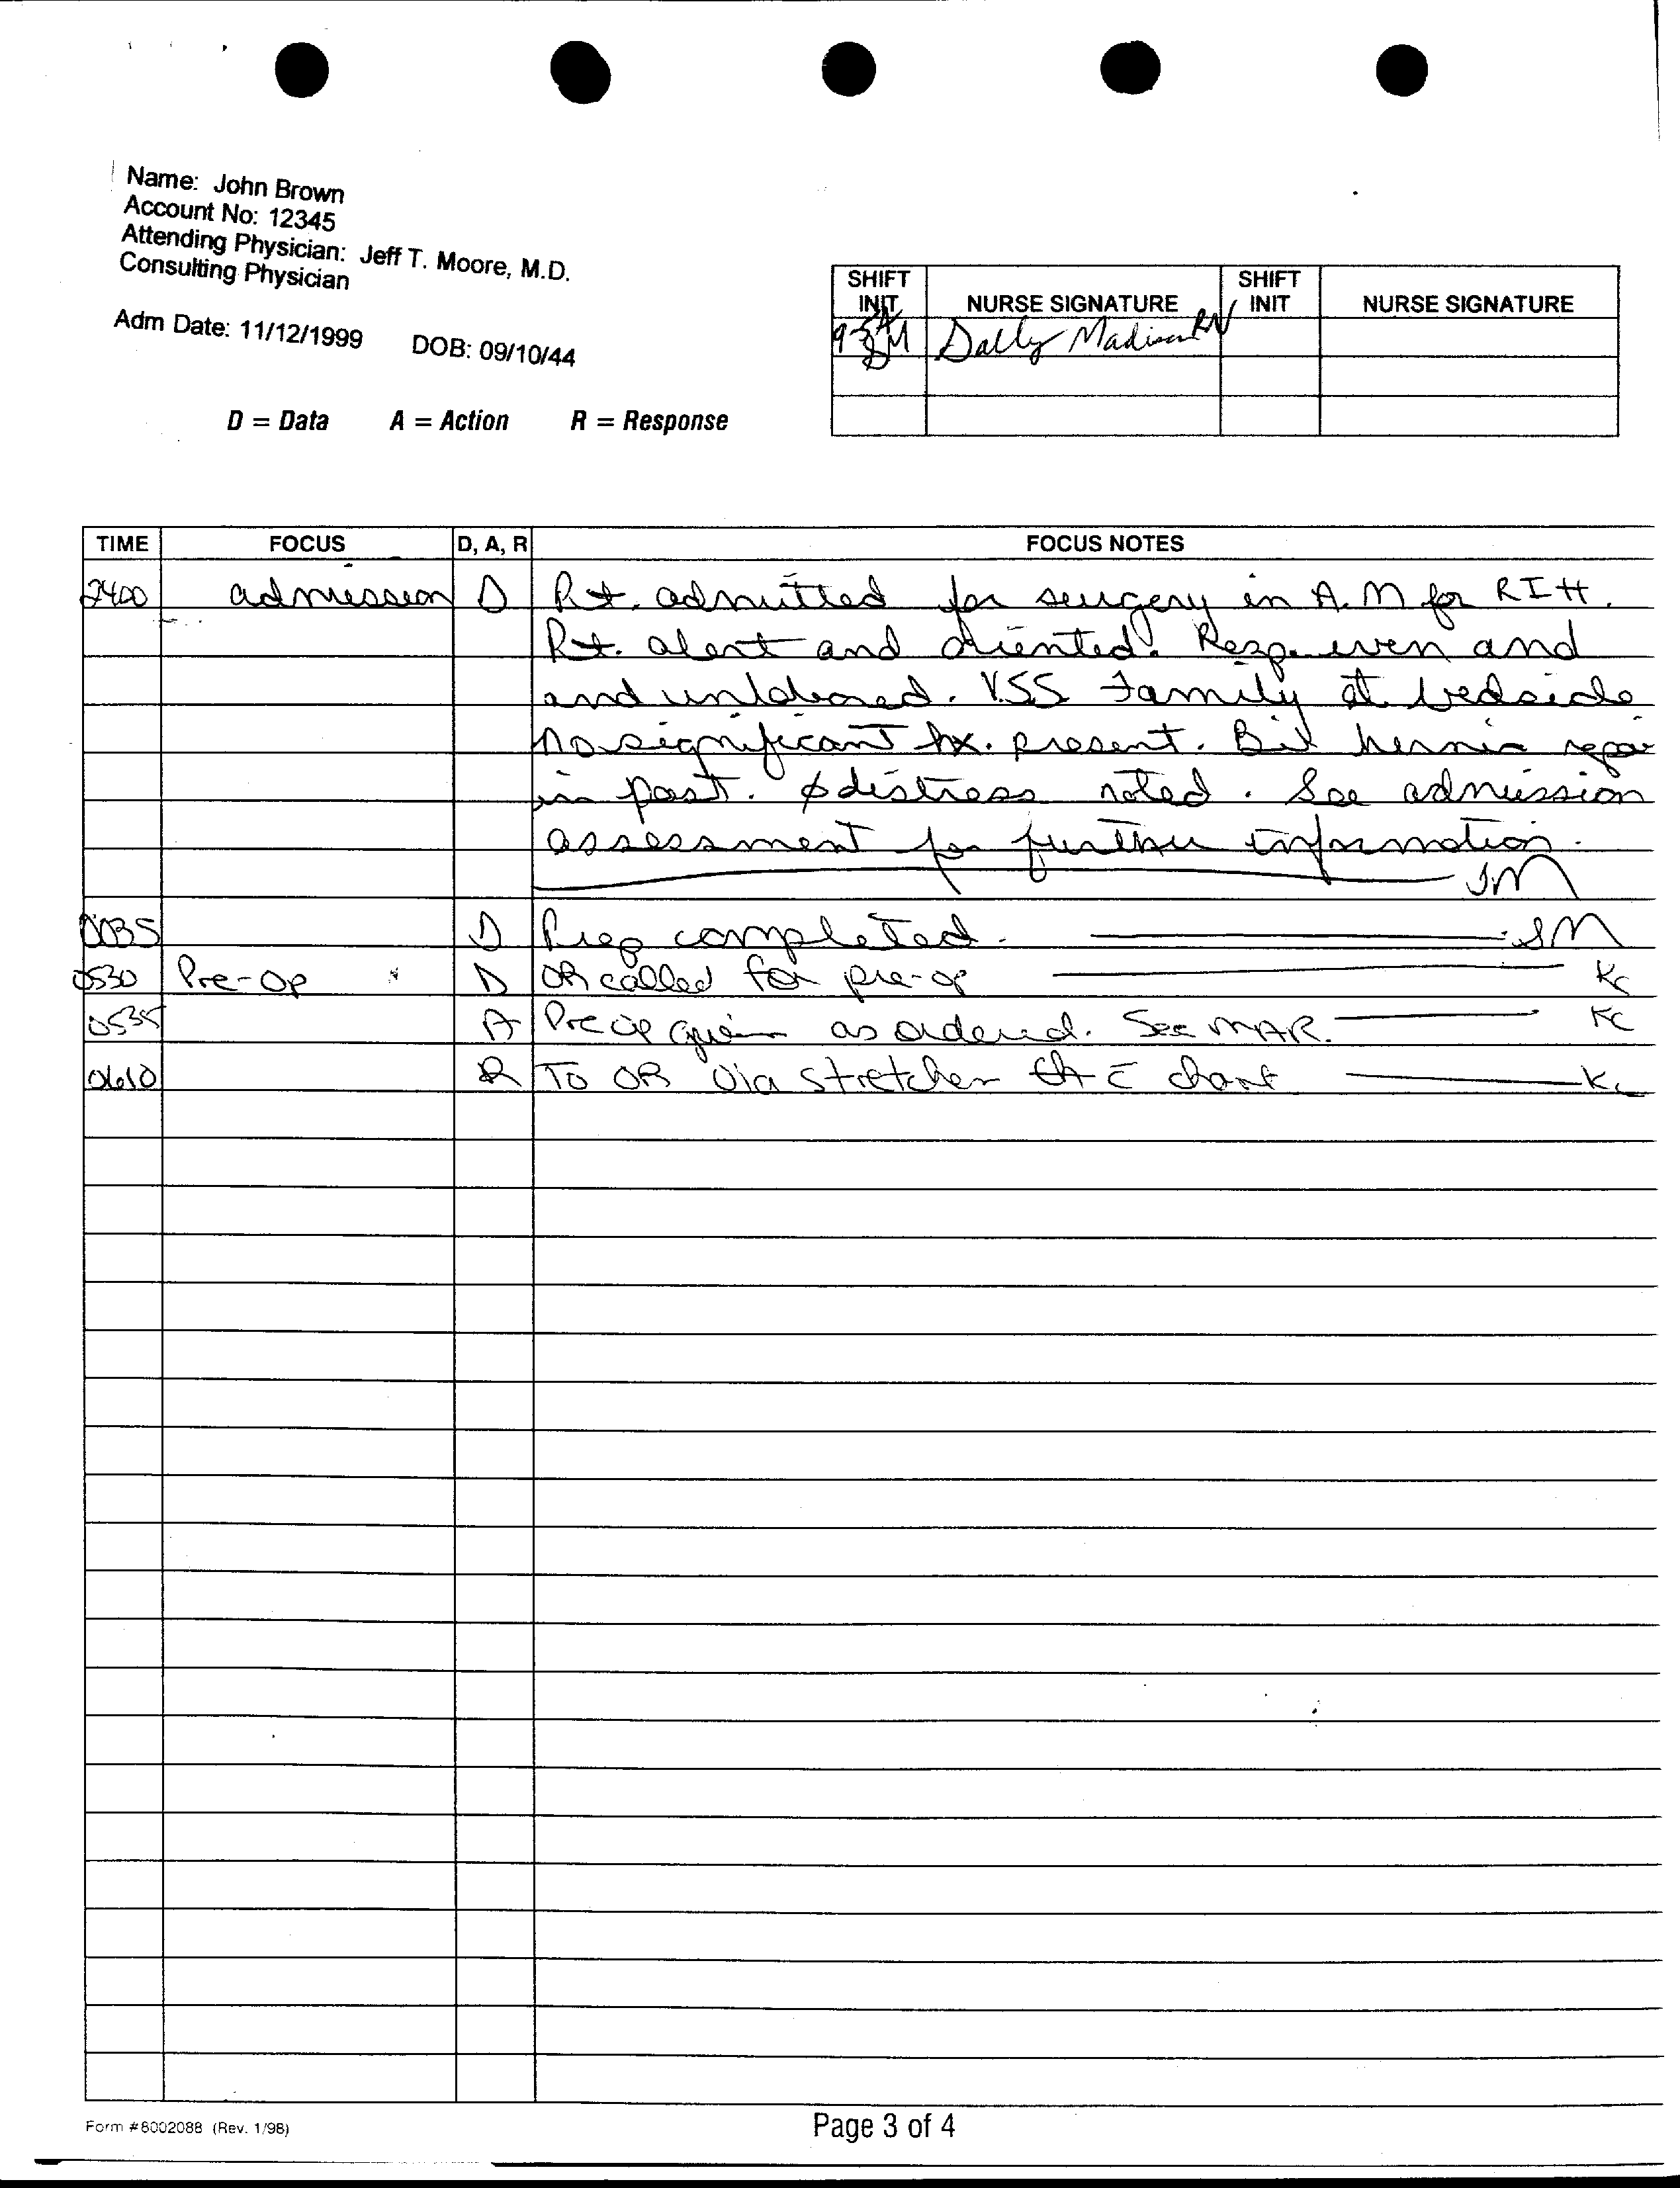 Name: John Brown
Account No: 12345
Attending Physician: Jeff T. Moore, M.D.
Consulting Physician
Adm Date: 11/12/1999 DOB: 09/10/44
D = Data A = Action R = Response
SHIFT INIT NURSE SIGNATURE SHIFT INIT NURSE SIGNATURE
Madison RN
TIME FOCUS D, A, R FOCUS NOTES
2400 admission D Pt. admitted for surgery in A.M for RIH.
Pt. alert and oriented. Resp. even and
and unlabored. VSS Family at bedside
No significant hx. present. Bil hernia repair
in past. ∅ distress noted. See admission
assessment for further information.
SM
0035 D Prep completed. SM
0530 Pre-Op D OR called for pre-op KC
0535 A Pre op given as ordered. See MAR. KC
0610 R To OR via stretcher c̄ chart KC
Form #8002088 (Rev. 1/98)
Page 3 of 4